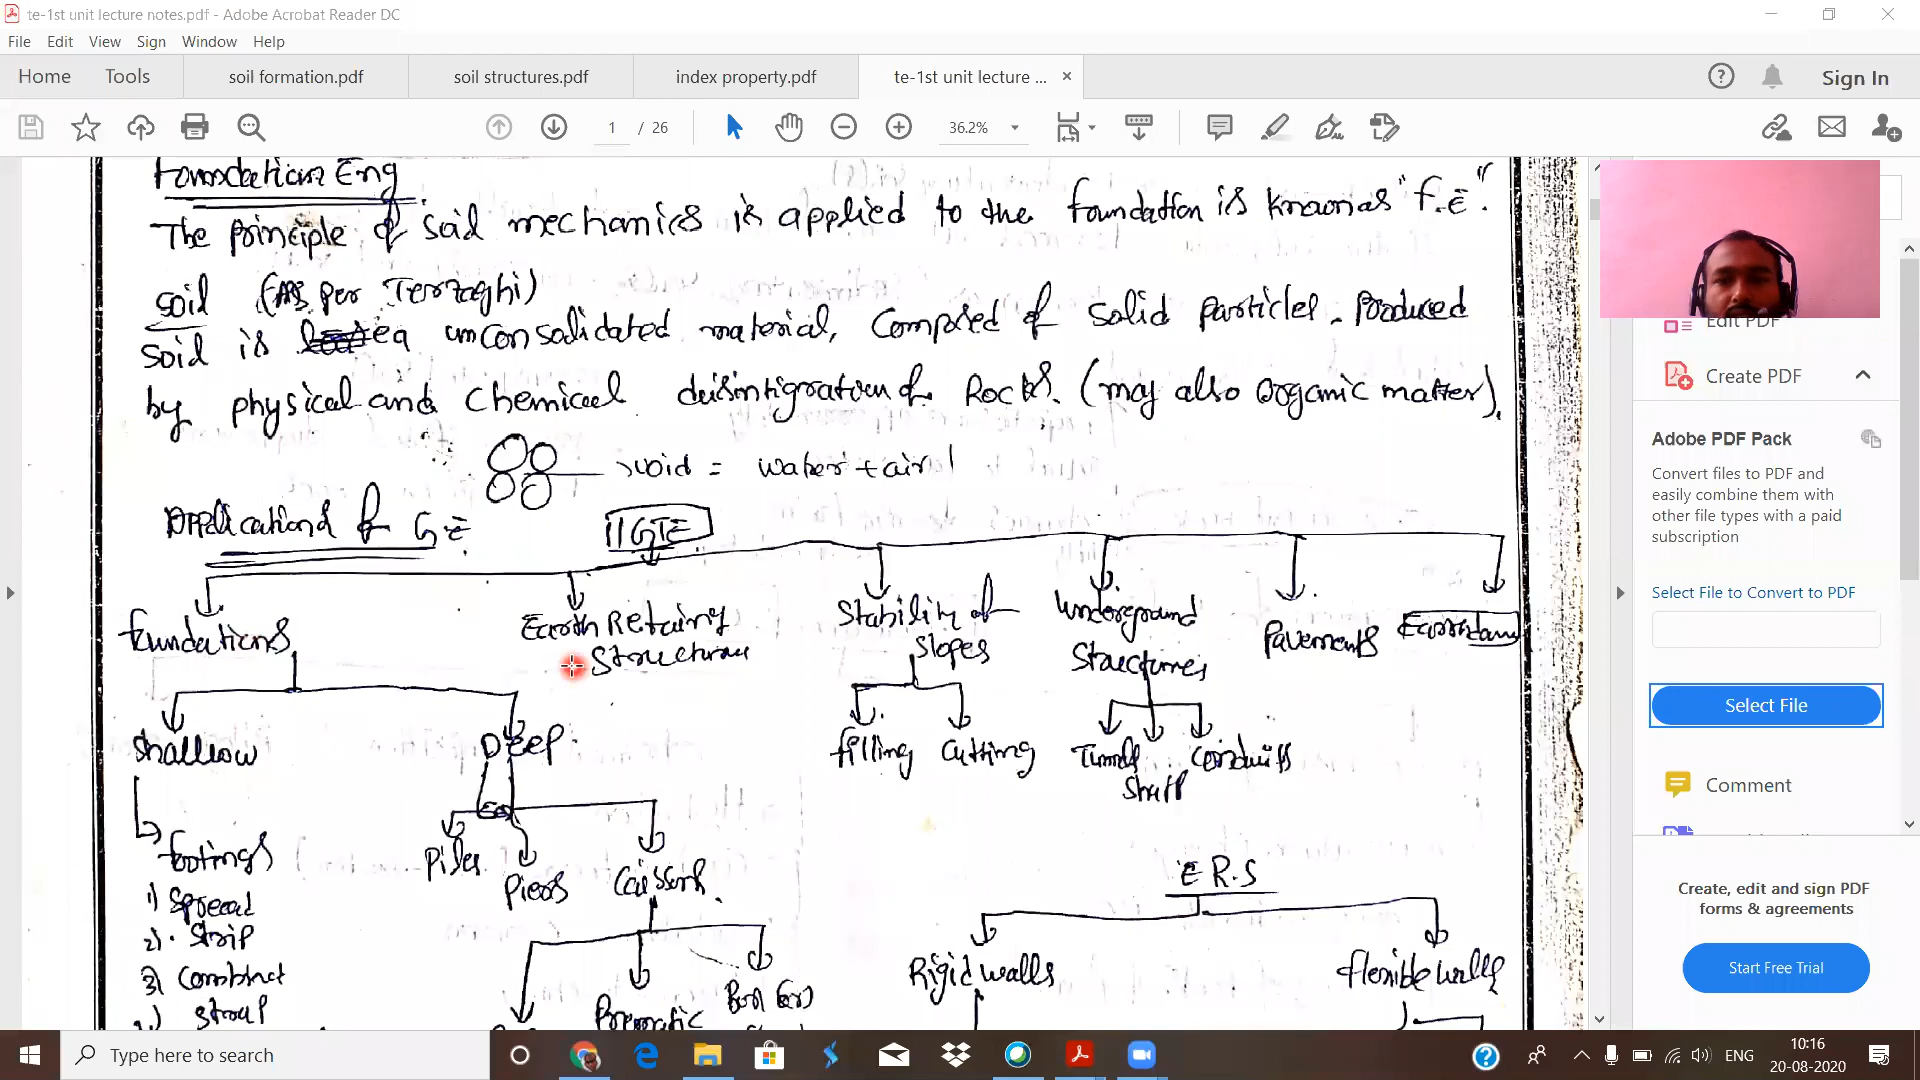 te-1st unit lecture notes.pdf - Adobe Acrobat Reader DC
File Edit View Sign Window Help
Home Tools soil formation.pdf soil structures.pdf index property.pdf te-1st unit lecture ... × Sign In
1 / 26 36.2%
Foundation Eng
The principle of soil mechanics is applied to the foundation is known as "F.E".
soil (As per Terzaghi)
soil is unconsolidated material, composed of solid particles. Produced
by physical and chemical of Rocks. (may also organic matter).
void = water + air
Applications of G.E
GTE
Foundations Earth Retaing Structures Stability of Slopes underground Structures Pavements Earthdams
Shallow Deep filling Cutting Tunnels Shaft Conduits
Eg
footings Piles Piers Caissons
1) Spread
2). Strip
3) Combined
Strap
E R.S
Rigid walls flexible walls
Box (or)
Edit PDF
Create PDF
Adobe PDF Pack
Convert files to PDF and
easily combine them with
other file types with a paid
subscription
Select File to Convert to PDF
Select File
Comment
Create, edit and sign PDF
forms & agreements
Start Free Trial
Type here to search
ENG
10:16
20-08-2020